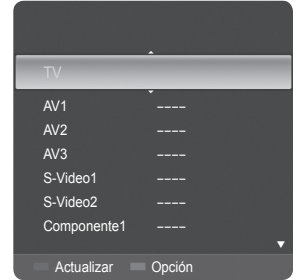 TV
AV1 ----
AV2 ----
AV3 ----
S-Video1 ----
S-Video2 ----
Componente1 ----
Actualizar Opción